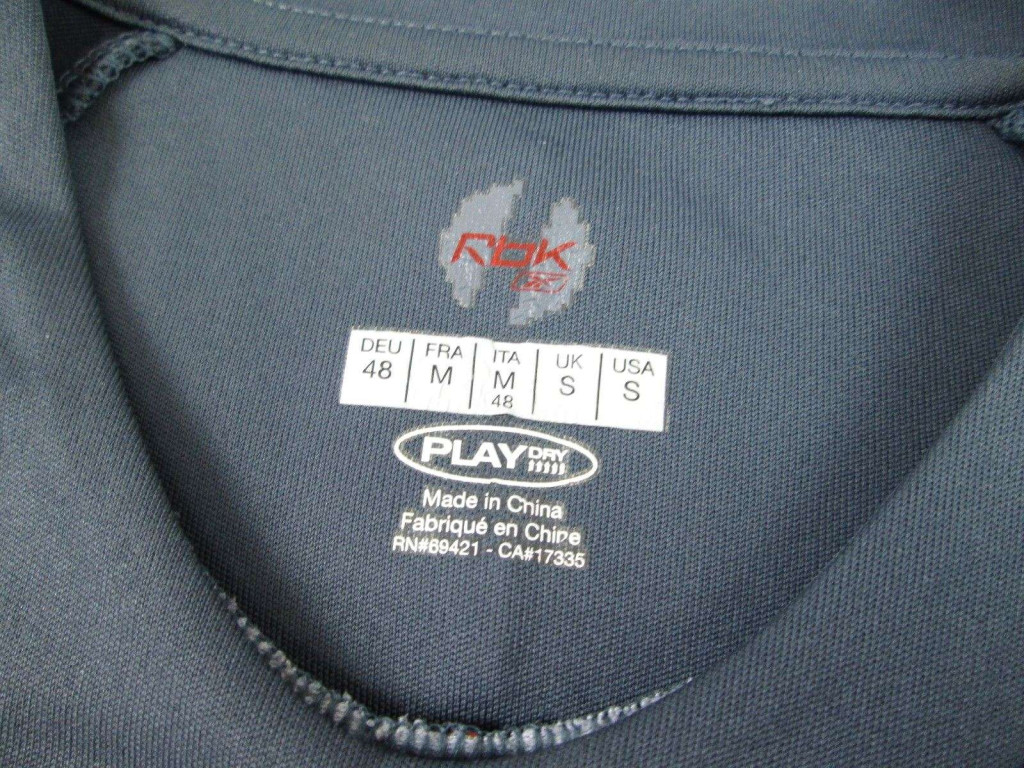 Rbk
DEU FRA ITA UK USA
48 M M S S
48
PLAY DRY
Made in China
Fabriqué en Chine
RN#69421 - CA#17335